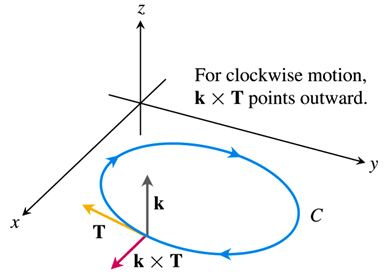 z
For clockwise motion,
k × T points outward.
y
x
k
C
T
k × T